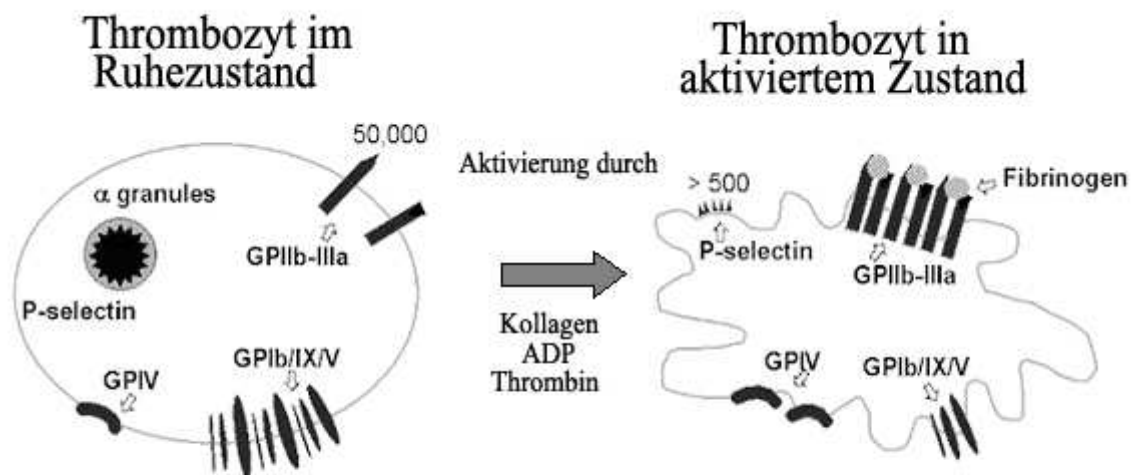 Thrombozyt im
Ruhezustand
50,000
α granules
GPIIb-IIIa
P-selectin
GPIV
GPIb/IX/V
Aktivierung durch
Kollagen
ADP
Thrombin
Thrombozyt in
aktiviertem Zustand
> 500
Fibrinogen
P-selectin
GPIIb-IIIa
GPIV
GPIb/IX/V